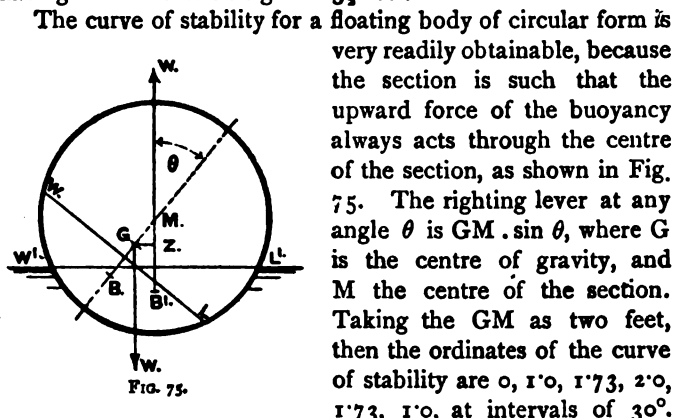 The curve of stability for a floating body of circular form is
very readily obtainable, because
the section is such that the
upward force of the buoyancy
always acts through the centre
of the section, as shown in Fig.
75. The righting lever at any
angle θ is GM . sin θ, where G
is the centre of gravity, and
M the centre of the section.
Taking the GM as two feet,
then the ordinates of the curve
of stability are 0, 1·0, 1·73, 2·0,
1·73, 1·0, at intervals of 30°.
W.
θ
W.
M.
G
Z.
W¹.
L¹.
B.
B¹.
L
W.
FIG. 75.